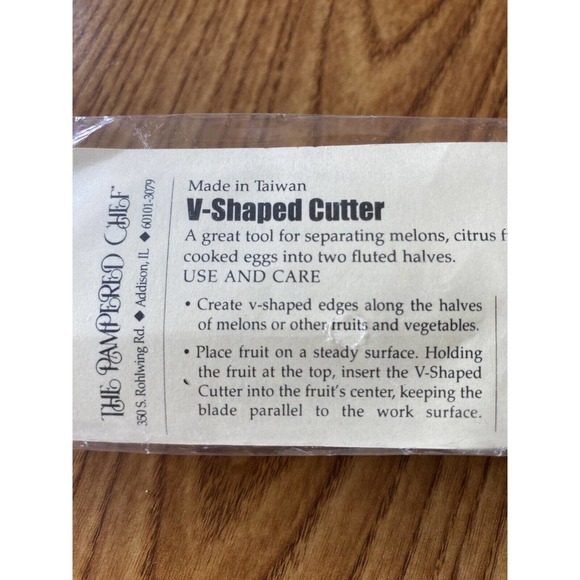 THE PAMPERED CHEF
350 S. Rohlwing Rd. ◆ Addison, IL ◆ 60101-3079
Made in Taiwan
V-Shaped Cutter
A great tool for separating melons, citrus f
cooked eggs into two fluted halves.
USE AND CARE
• Create v-shaped edges along the halves
of melons or other fruits and vegetables.
• Place fruit on a steady surface. Holding
the fruit at the top, insert the V-Shaped
Cutter into the fruit's center, keeping the
blade parallel to the work surface.